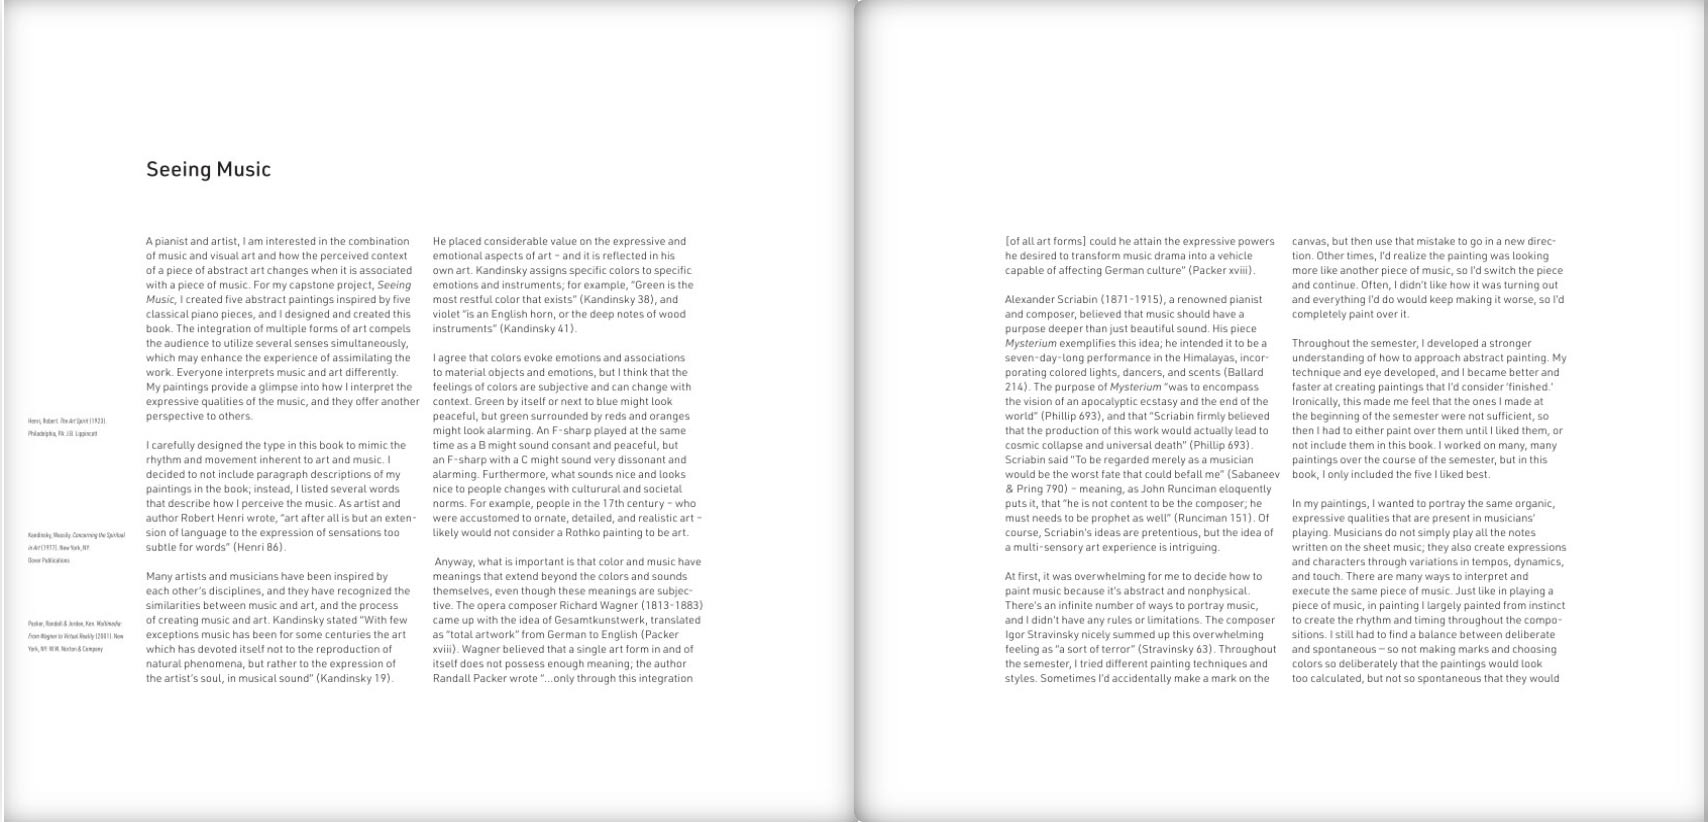 Seeing Music
A pianist and artist, I am interested in the combination
of music and visual art and how the perceived context
of a piece of abstract art changes when it is associated
with a piece of music. For my capstone project, Seeing
Music, I created five abstract paintings inspired by five
classical piano pieces, and I designed and created this
book. The integration of multiple forms of art compels
the audience to utilize several senses simultaneously,
which may enhance the experience of assimilating the
work. Everyone interprets music and art differently.
My paintings provide a glimpse into how I interpret the
expressive qualities of the music, and they offer another
perspective to others.
I carefully designed the type in this book to mimic the
rhythm and movement inherent to art and music. I
decided to not include paragraph descriptions of my
paintings in the book; instead, I listed several words
that describe how I perceive the music. As artist and
author Robert Henri wrote, "art after all is but an exten-
sion of language to the expression of sensations too
subtle for words" (Henri 86).
Many artists and musicians have been inspired by
each other's disciplines, and they have recognized the
similarities between music and art, and the process
of creating music and art. Kandinsky stated "With few
exceptions music has been for some centuries the art
which has devoted itself not to the reproduction of
natural phenomena, but rather to the expression of
the artist's soul, in musical sound" (Kandinsky 19).
Henri, Robert. The Art Spirit (1923).
Philadelphia, PA: J.B. Lippincott
Kandinsky, Wassily. Concerning the Spiritual
in Art (1977). New York, NY:
Dover Publications
Packer, Randall & Jordan, Ken. Multimedia:
From Wagner to Virtual Reality (2001). New
York, NY: W.W. Norton & Company
He placed considerable value on the expressive and
emotional aspects of art – and it is reflected in his
own art. Kandinsky assigns specific colors to specific
emotions and instruments; for example, "Green is the
most restful color that exists" (Kandinsky 38), and
violet "is an English horn, or the deep notes of wood
instruments" (Kandinsky 41).
I agree that colors evoke emotions and associations
to material objects and emotions, but I think that the
feelings of colors are subjective and can change with
context. Green by itself or next to blue might look
peaceful, but green surrounded by reds and oranges
might look alarming. An F-sharp played at the same
time as a B might sound consant and peaceful, but
an F-sharp with a C might sound very dissonant and
alarming. Furthermore, what sounds nice and looks
nice to people changes with culturural and societal
norms. For example, people in the 17th century – who
were accustomed to ornate, detailed, and realistic art –
likely would not consider a Rothko painting to be art.
Anyway, what is important is that color and music have
meanings that extend beyond the colors and sounds
themselves, even though these meanings are subjec-
tive. The opera composer Richard Wagner (1813-1883)
came up with the idea of Gesamtkunstwerk, translated
as "total artwork" from German to English (Packer
xviii). Wagner believed that a single art form in and of
itself does not possess enough meaning; the author
Randall Packer wrote "...only through this integration
[of all art forms] could he attain the expressive powers
he desired to transform music drama into a vehicle
capable of affecting German culture" (Packer xviii).
Alexander Scriabin (1871-1915), a renowned pianist
and composer, believed that music should have a
purpose deeper than just beautiful sound. His piece
Mysterium exemplifies this idea; he intended it to be a
seven-day-long performance in the Himalayas, incor-
porating colored lights, dancers, and scents (Ballard
214). The purpose of Mysterium "was to encompass
the vision of an apocalyptic ecstasy and the end of the
world" (Phillip 693), and that "Scriabin firmly believed
that the production of this work would actually lead to
cosmic collapse and universal death" (Phillip 693).
Scriabin said "To be regarded merely as a musician
would be the worst fate that could befall me" (Sabaneev
& Pring 790) – meaning, as John Runciman eloquently
puts it, that "he is not content to be the composer; he
must needs to be prophet as well" (Runciman 151). Of
course, Scriabin's ideas are pretentious, but the idea of
a multi-sensory art experience is intriguing.
At first, it was overwhelming for me to decide how to
paint music because it's abstract and nonphysical.
There's an infinite number of ways to portray music,
and I didn't have any rules or limitations. The composer
Igor Stravinsky nicely summed up this overwhelming
feeling as "a sort of terror" (Stravinsky 63). Throughout
the semester, I tried different painting techniques and
styles. Sometimes I'd accidentally make a mark on the
canvas, but then use that mistake to go in a new direc-
tion. Other times, I'd realize the painting was looking
more like another piece of music, so I'd switch the piece
and continue. Often, I didn't like how it was turning out
and everything I'd do would keep making it worse, so I'd
completely paint over it.
Throughout the semester, I developed a stronger
understanding of how to approach abstract painting. My
technique and eye developed, and I became better and
faster at creating paintings that I'd consider 'finished.'
Ironically, this made me feel that the ones I made at
the beginning of the semester were not sufficient, so
then I had to either paint over them until I liked them, or
not include them in this book. I worked on many, many
paintings over the course of the semester, but in this
book, I only included the five I liked best.
In my paintings, I wanted to portray the same organic,
expressive qualities that are present in musicians'
playing. Musicians do not simply play all the notes
written on the sheet music; they also create expressions
and characters through variations in tempos, dynamics,
and touch. There are many ways to interpret and
execute the same piece of music. Just like in playing a
piece of music, in painting I largely painted from instinct
to create the rhythm and timing throughout the compo-
sitions. I still had to find a balance between deliberate
and spontaneous — so not making marks and choosing
colors so deliberately that the paintings would look
too calculated, but not so spontaneous that they would